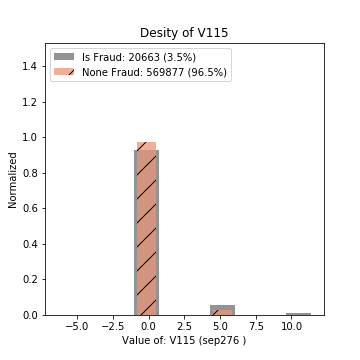 Desity of V115
Is Fraud: 20663 (3.5%)
None Fraud: 569877 (96.5%)
Normalized
1.4
1.2
1.0
0.8
0.6
0.4
0.2
0.0
−5.0 −2.5 0.0 2.5 5.0 7.5 10.0
Value of: V115 (sep276 )